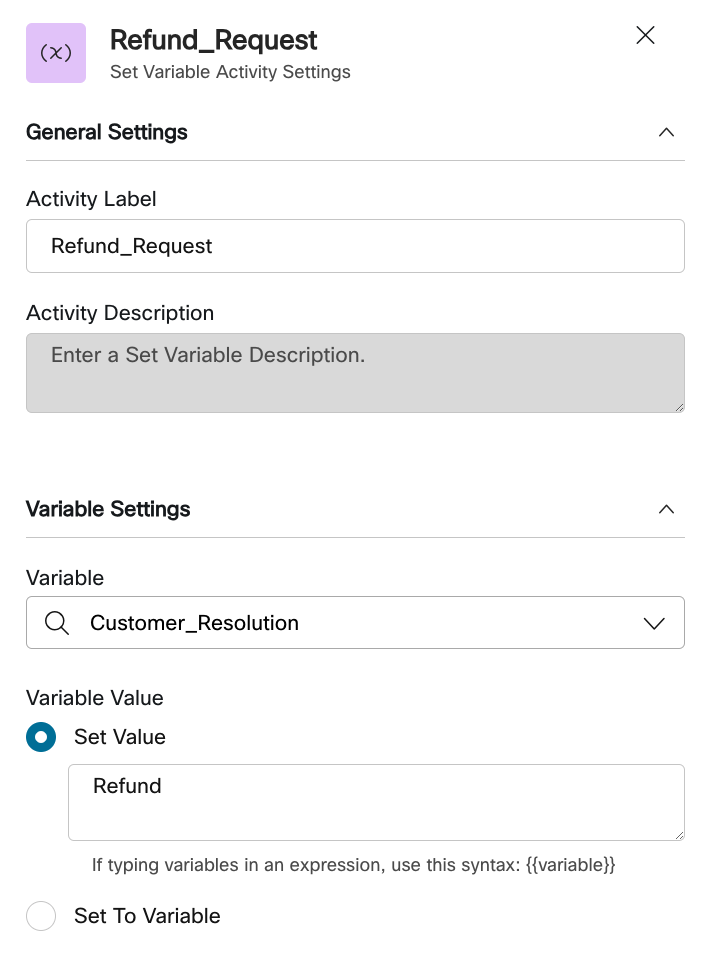 (x)
Refund_Request
Set Variable Activity Settings
General Settings
Activity Label
Refund_Request
Activity Description
Enter a Set Variable Description.
Variable Settings
Variable
Customer_Resolution
Variable Value
Set Value
Refund
If typing variables in an expression, use this syntax: {{variable}}
Set To Variable